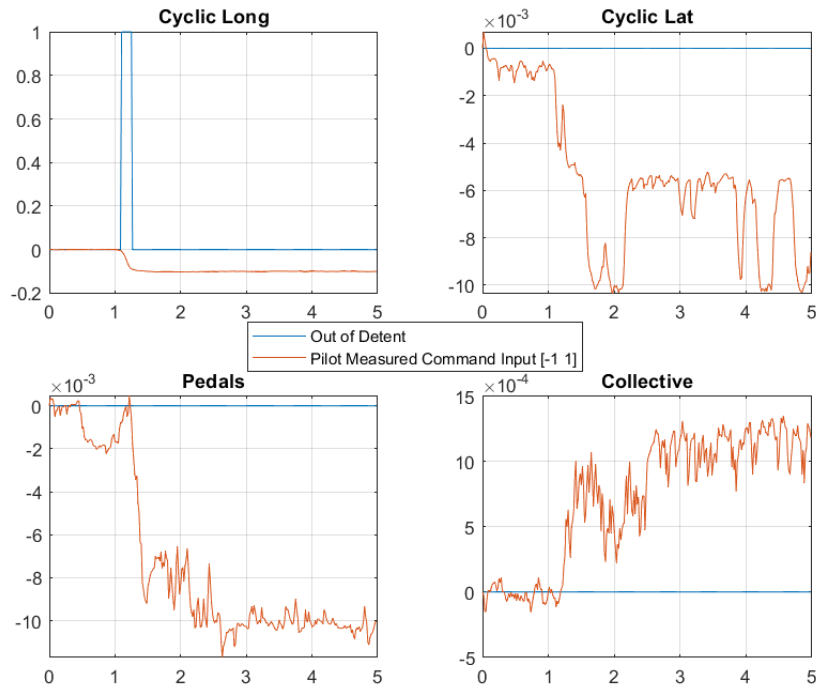 Cyclic Long
1
0.8
0.6
0.4
0.2
0
-0.2
0 1 2 3 4 5
×10⁻³ Cyclic Lat
0
-2
-4
-6
-8
-10
0 1 2 3 4 5
Out of Detent
Pilot Measured Command Input [-1 1]
×10⁻³ Pedals
0
-2
-4
-6
-8
-10
0 1 2 3 4 5
×10⁻⁴ Collective
15
10
5
0
-5
0 1 2 3 4 5